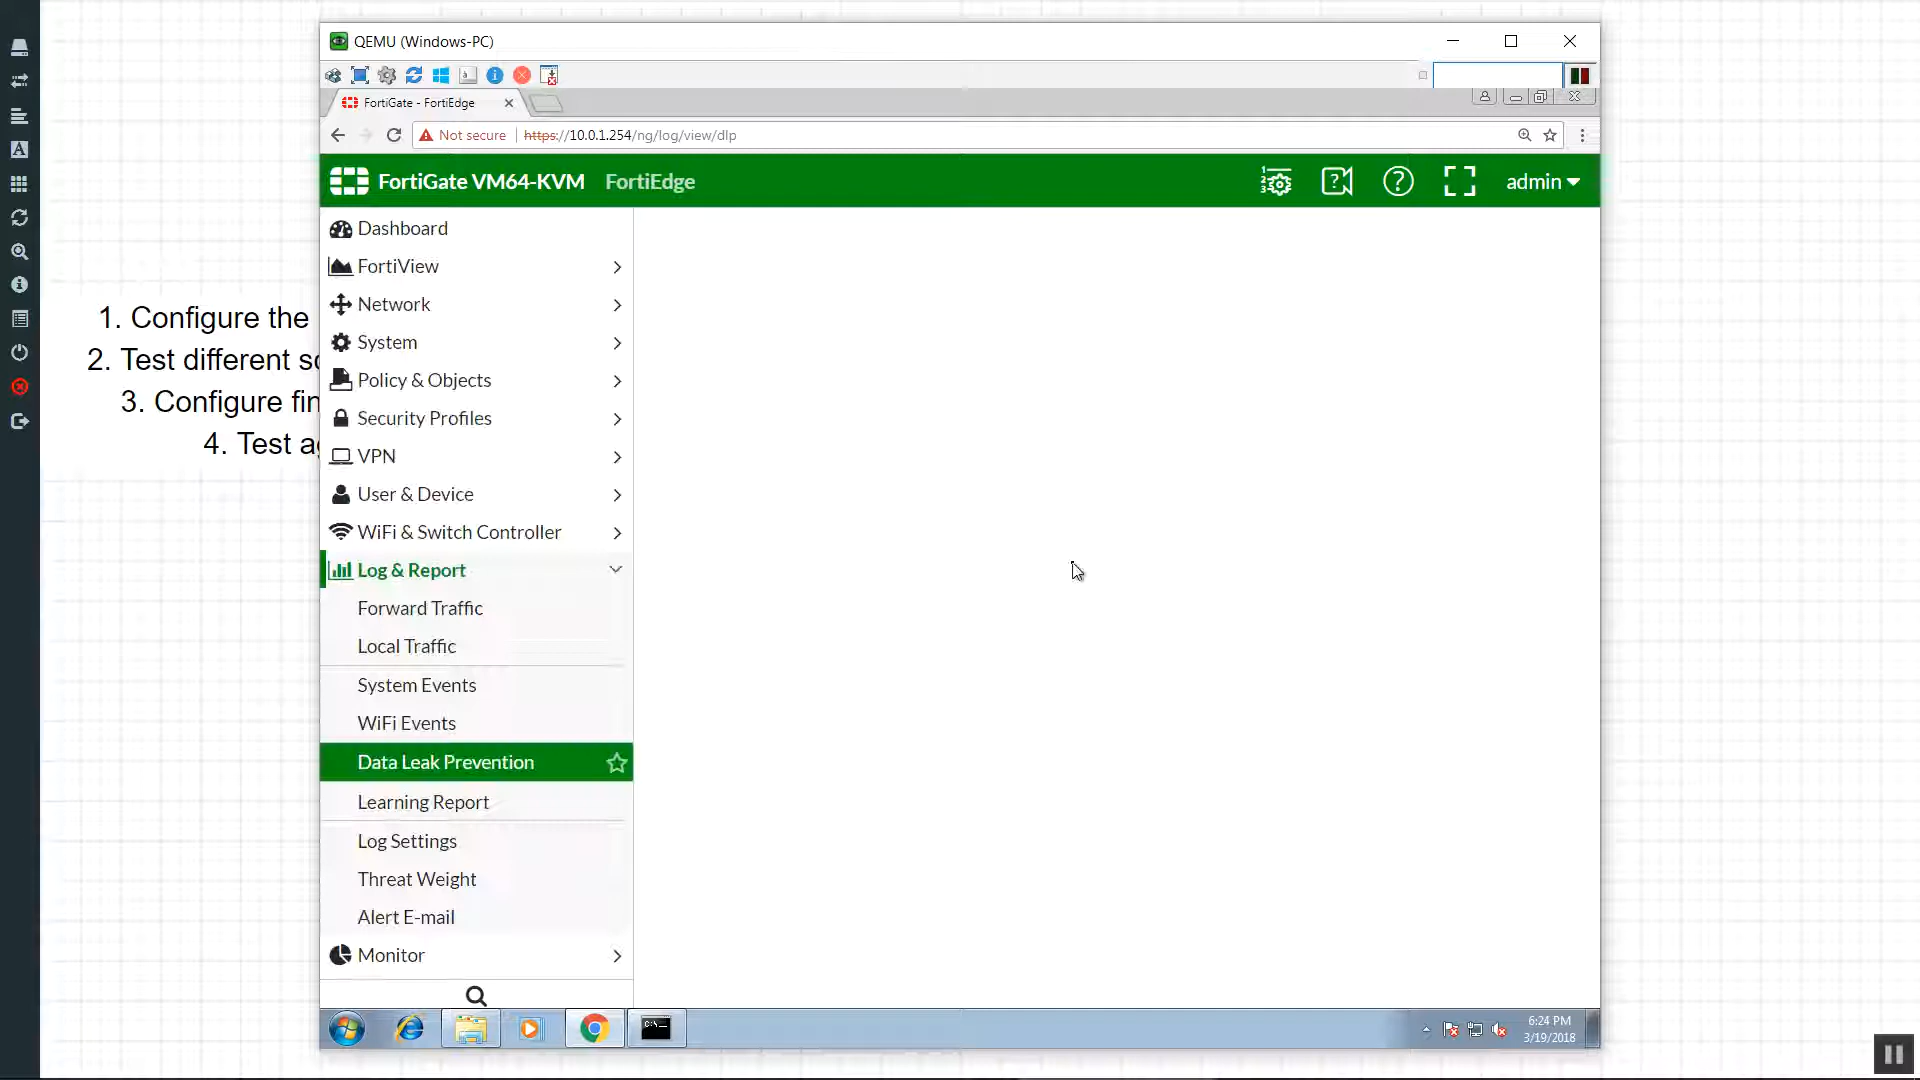 QEMU (Windows-PC)
FortiGate - FortiEdge
Not secure
https://10.0.1.254/ng/log/view/dlp
FortiGate VM64-KVM FortiEdge
admin
Dashboard
FortiView
Network
System
Policy & Objects
Security Profiles
VPN
User & Device
WiFi & Switch Controller
Log & Report
Forward Traffic
Local Traffic
System Events
WiFi Events
Data Leak Prevention
Learning Report
Log Settings
Threat Weight
Alert E-mail
Monitor
1. Configure the
2. Test different
3. Configure
4. Test
6:24 PM
3/19/2018